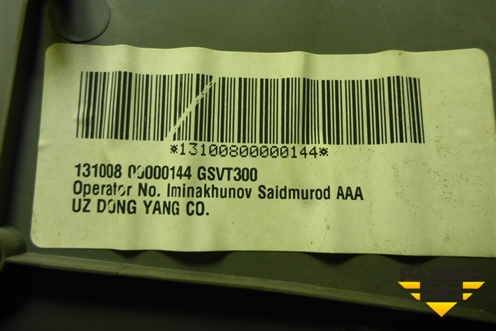 *13100800000144*
131008 00000144 GSVT300
Operator No. Iminakhunov Saidmurod AAA
UZ DONG YANG CO.